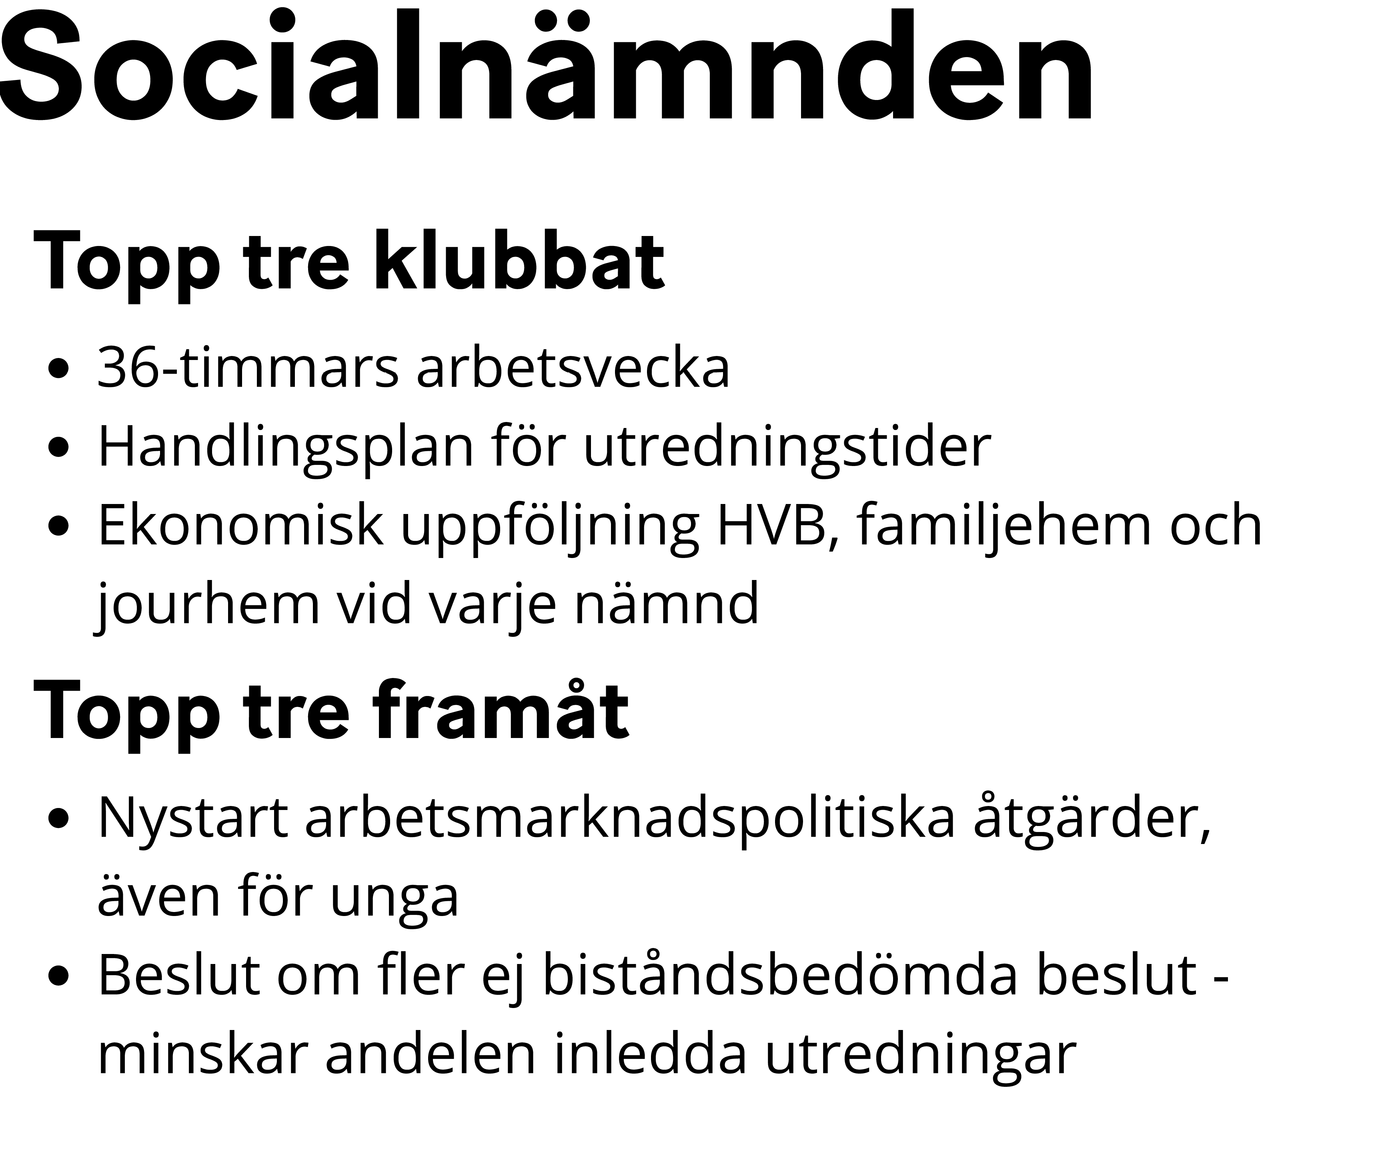 Socialnämnden
Topp tre klubbat
• 36-timmars arbetsvecka
• Handlingsplan för utredningstider
• Ekonomisk uppföljning HVB, familjehem och
jourhem vid varje nämnd
Topp tre framåt
• Nystart arbetsmarknadspolitiska åtgärder,
även för unga
• Beslut om fler ej biståndsbedömda beslut -
minskar andelen inledda utredningar